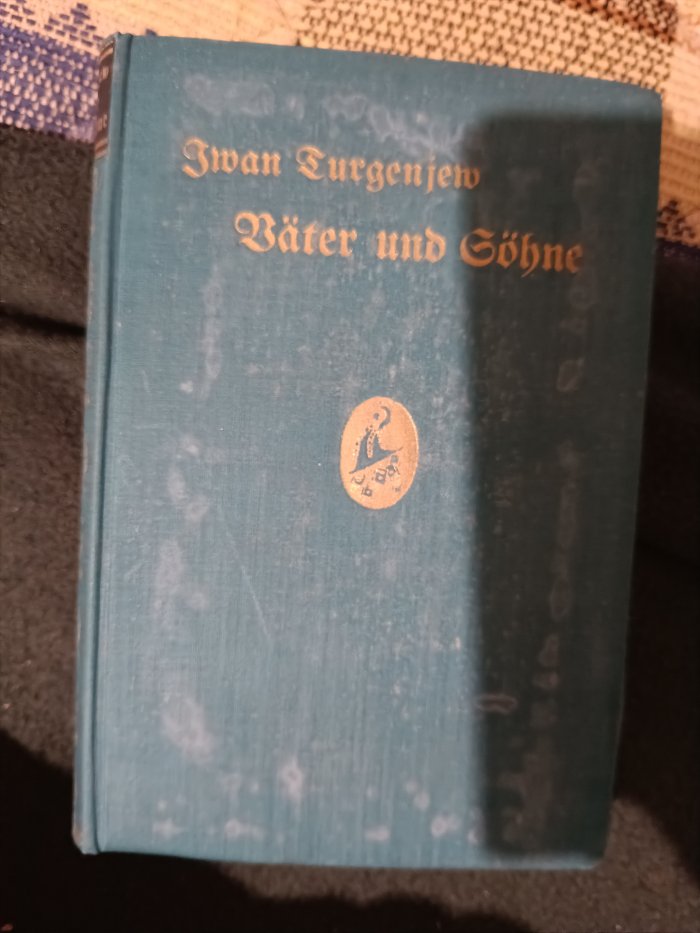 Iwan Turgenjew
Väter und Söhne